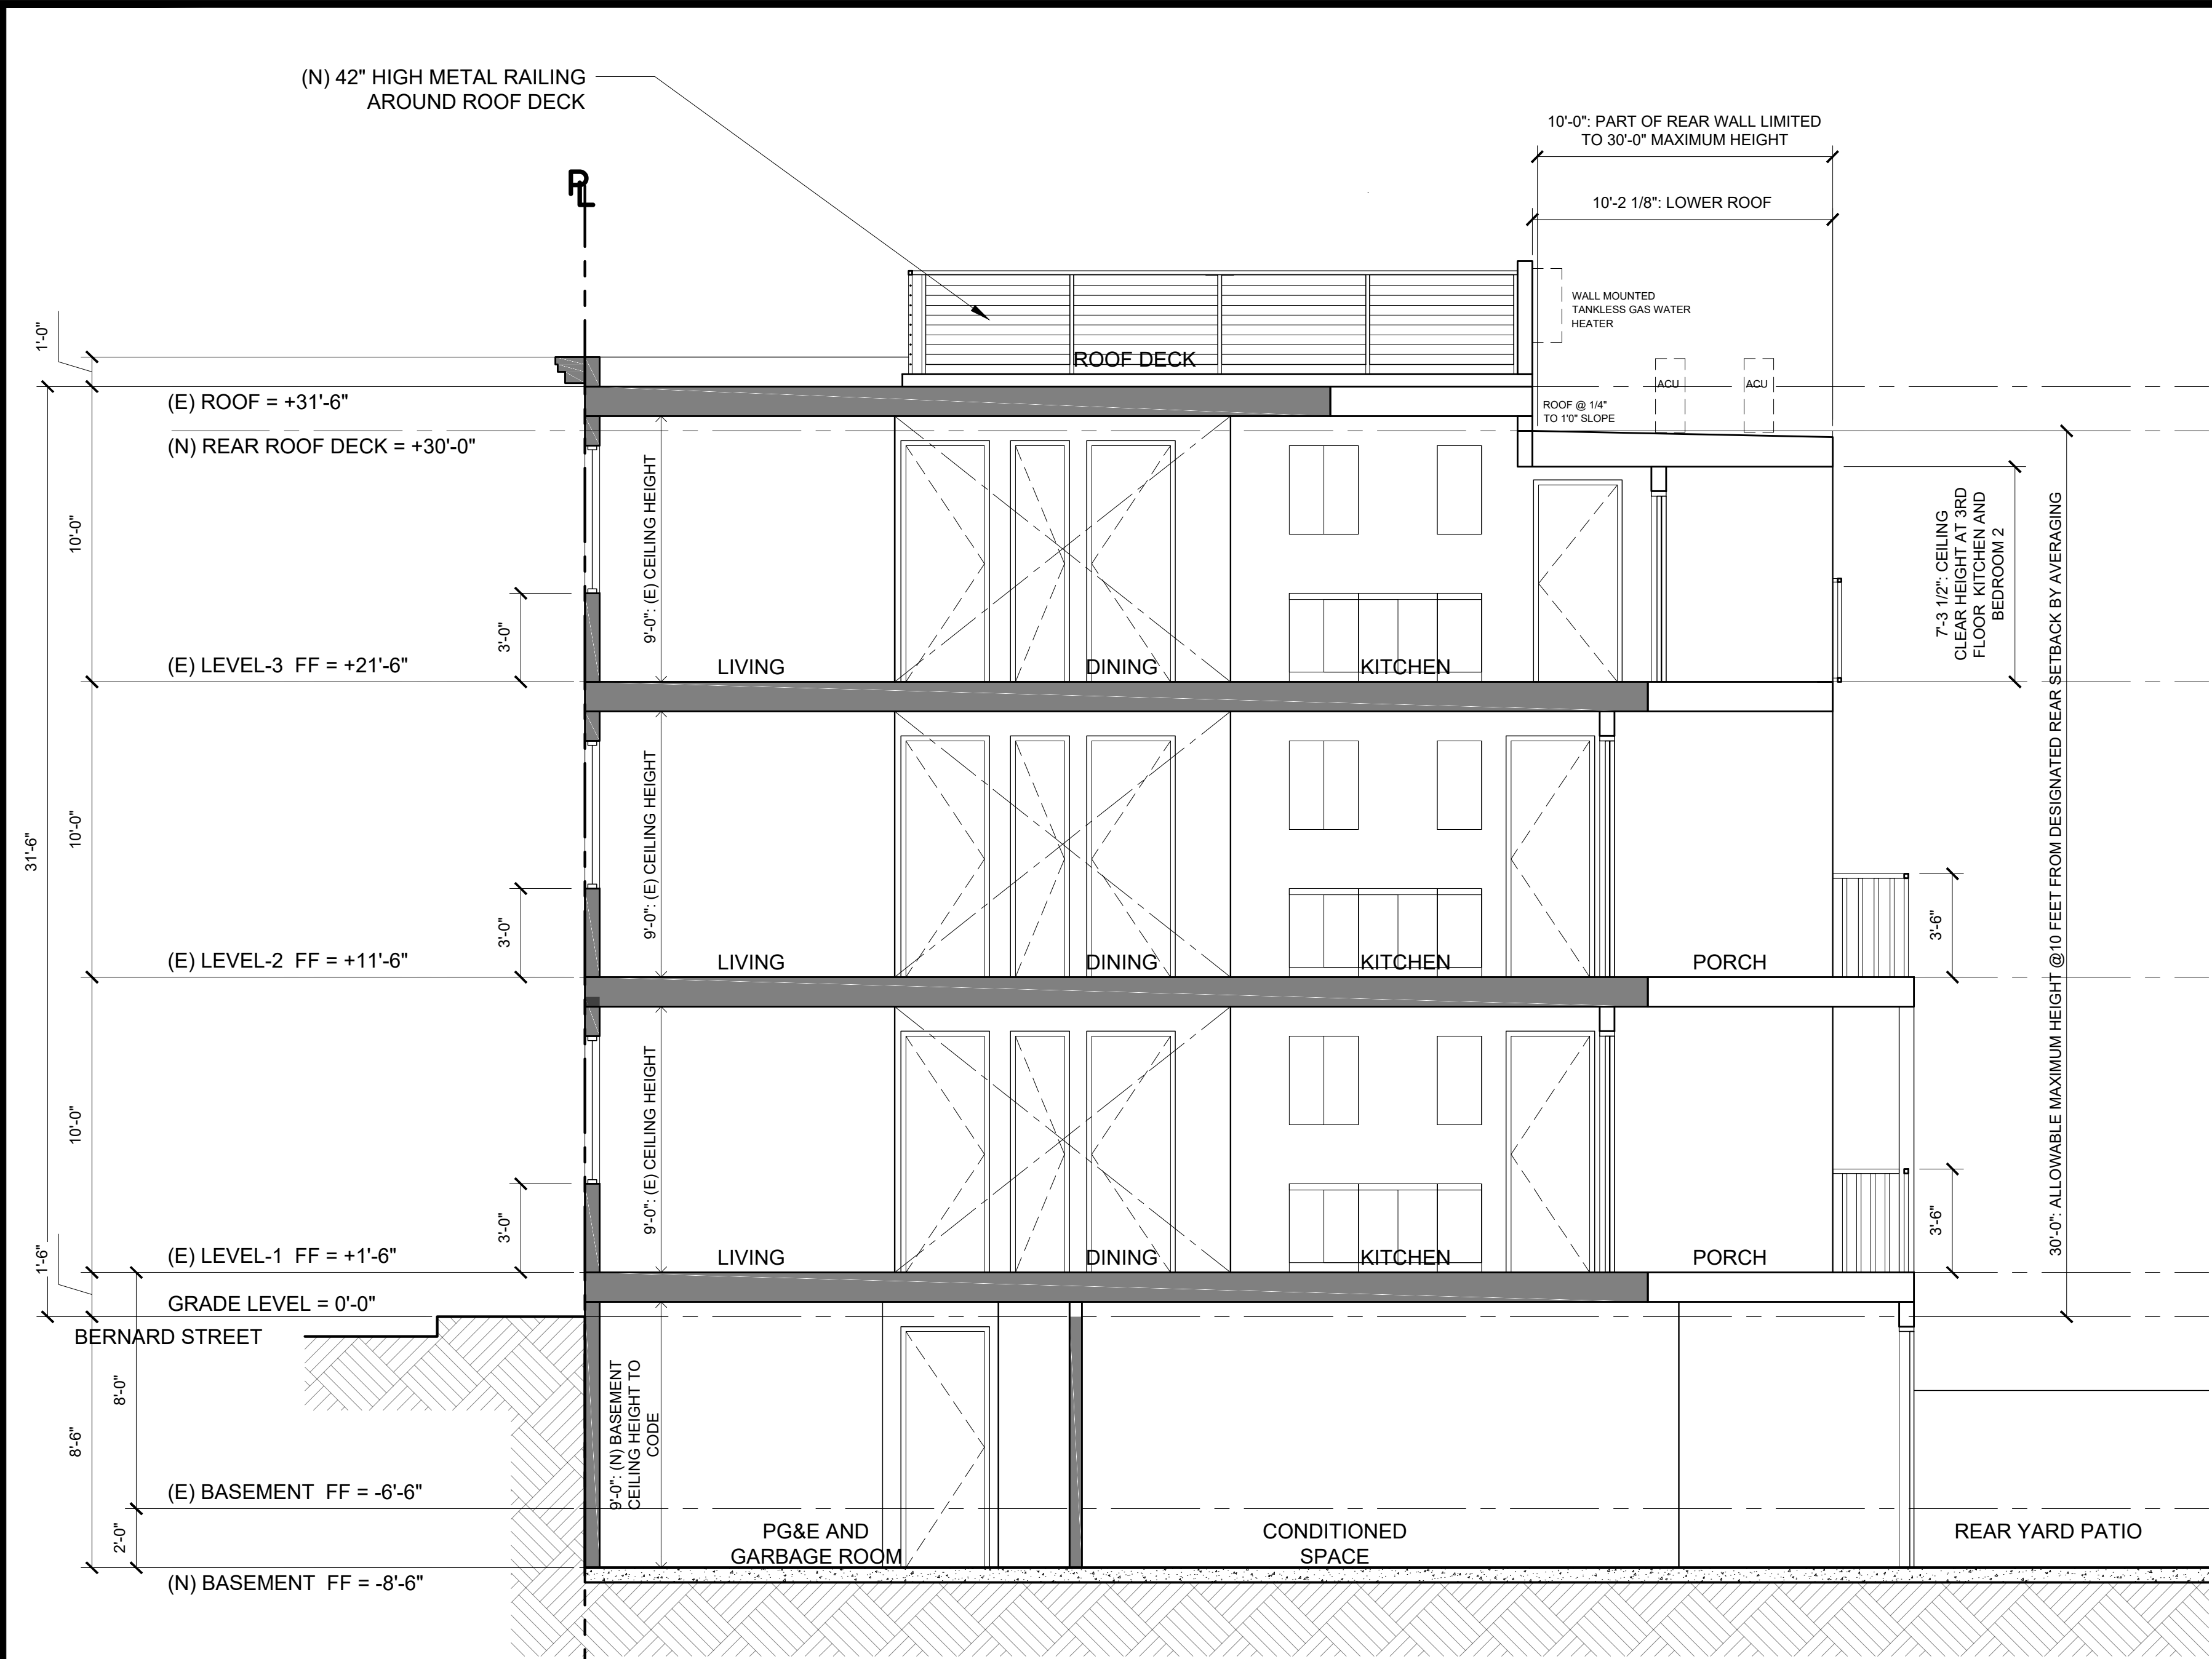 (N) 42" HIGH METAL RAILING
AROUND ROOF DECK
10'-0": PART OF REAR WALL LIMITED
TO 30'-0" MAXIMUM HEIGHT
PL
10'-2 1/8": LOWER ROOF
WALL MOUNTED
TANKLESS GAS WATER
HEATER
1'-0"
ROOF DECK
ACU
ACU
(E) ROOF = +31'-6"
ROOF @ 1/4"
TO 1'0" SLOPE
(N) REAR ROOF DECK = +30'-0"
10'-0"
9'-0": (E) CEILING HEIGHT
7'-3 1/2": CEILING
CLEAR HEIGHT AT 3RD
FLOOR KITCHEN AND
BEDROOM 2
30'-0": ALLOWABLE MAXIMUM HEIGHT @10 FEET FROM DESIGNATED REAR SETBACK BY AVERAGING
3'-0"
(E) LEVEL-3 FF = +21'-6"
LIVING
DINING
KITCHEN
31'-6"
10'-0"
9'-0": (E) CEILING HEIGHT
3'-0"
3'-6"
(E) LEVEL-2 FF = +11'-6"
LIVING
DINING
KITCHEN
PORCH
10'-0"
9'-0": (E) CEILING HEIGHT
3'-0"
3'-6"
1'-6"
(E) LEVEL-1 FF = +1'-6"
LIVING
DINING
KITCHEN
PORCH
GRADE LEVEL = 0'-0"
BERNARD STREET
8'-0"
8'-6"
9'-0": (N) BASEMENT
CEILING HEIGHT TO
CODE
(E) BASEMENT FF = -6'-6"
2'-0"
PG&E AND
GARBAGE ROOM
CONDITIONED
SPACE
REAR YARD PATIO
(N) BASEMENT FF = -8'-6"